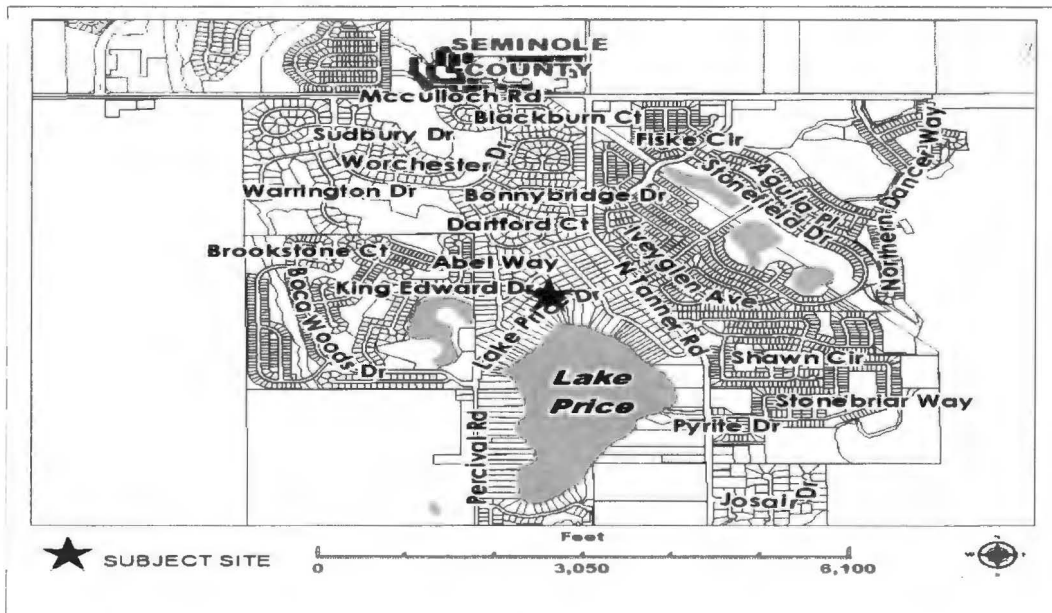 SEMINOLE
COUNTY
Mcculloch Rd
Blackburn Ct
Sudbury Dr
Fiske Cir
Worchester Dr
Aguila Pl
Stonefield Dr
Northern Dancer Way
Warrington Dr
Bonnybridge Dr
Dartford Ct
Iveyglen Ave
Brookstone Ct
Abel Way
N Tanner Rd
King Edward Dr
Lake Price Dr
Boca Woods Dr
Shawn Cir
Lake
Price
Stonebriar Way
Percival Rd
Pyrite Dr
Josair Dr
Feet
SUBJECT SITE
0 3,050 6,100
W